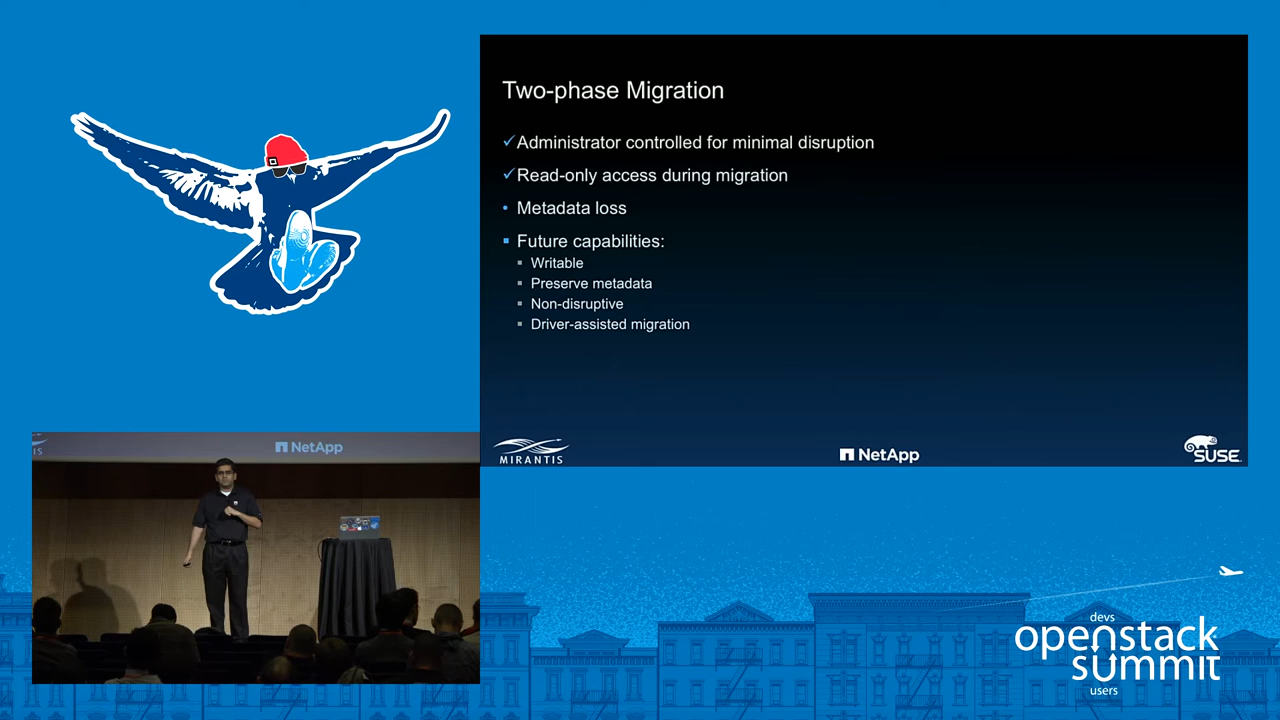 Two-phase Migration
✓Administrator controlled for minimal disruption
✓Read-only access during migration
• Metadata loss
▪ Future capabilities:
▪ Writable
▪ Preserve metadata
▪ Non-disruptive
▪ Driver-assisted migration
MIRANTIS
NetApp
SUSE
IS
NetApp
devs
openstack
summit
users